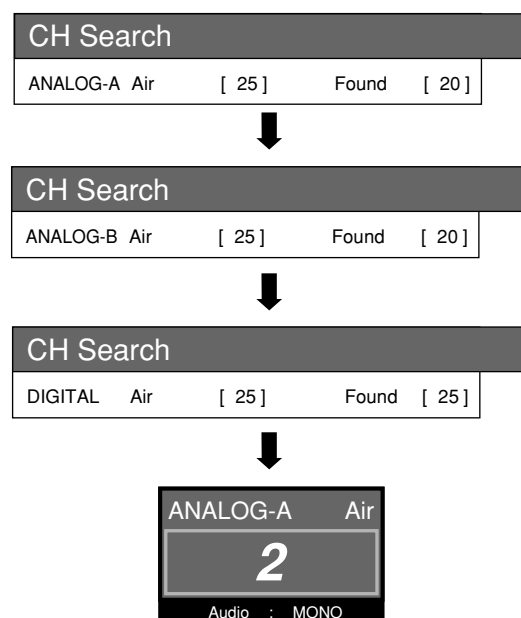 CH Search
ANALOG-A Air [ 25 ] Found [ 20 ]
CH Search
ANALOG-B Air [ 25 ] Found [ 20 ]
CH Search
DIGITAL Air [ 25 ] Found [ 25 ]
ANALOG-A Air
2
Audio : MONO